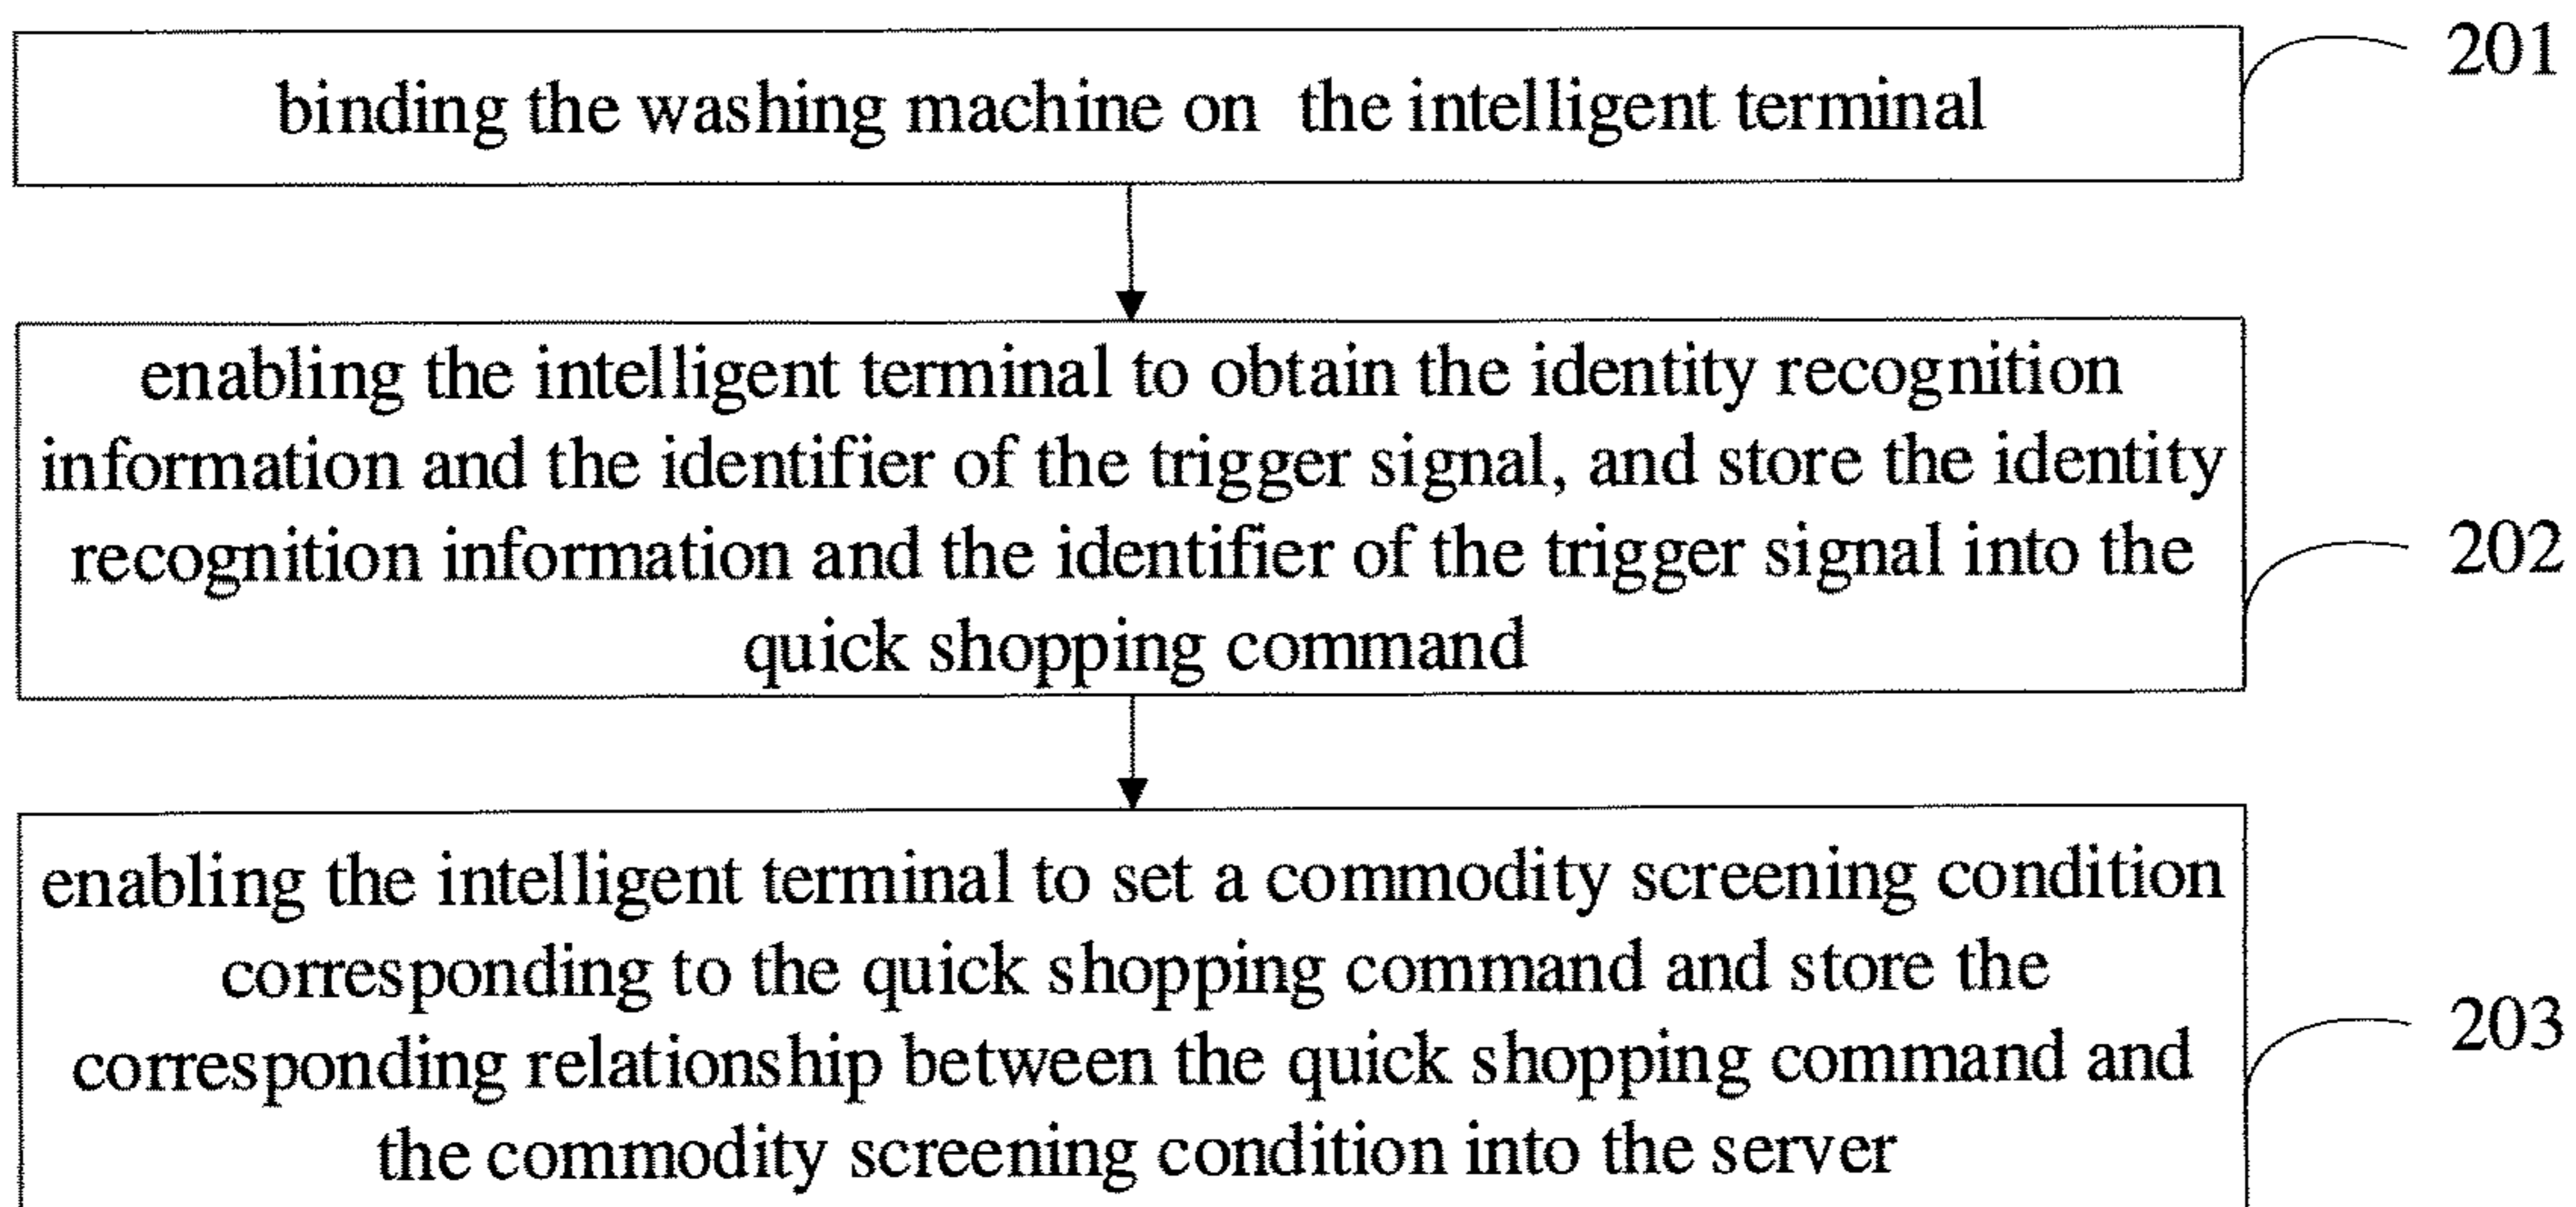 binding the washing machine on the intelligent terminal
201
enabling the intelligent terminal to obtain the identity recognition
information and the identifier of the trigger signal, and store the identity
recognition information and the identifier of the trigger signal into the
quick shopping command
202
enabling the intelligent terminal to set a commodity screening condition
corresponding to the quick shopping command and store the
corresponding relationship between the quick shopping command and
the commodity screening condition into the server
203